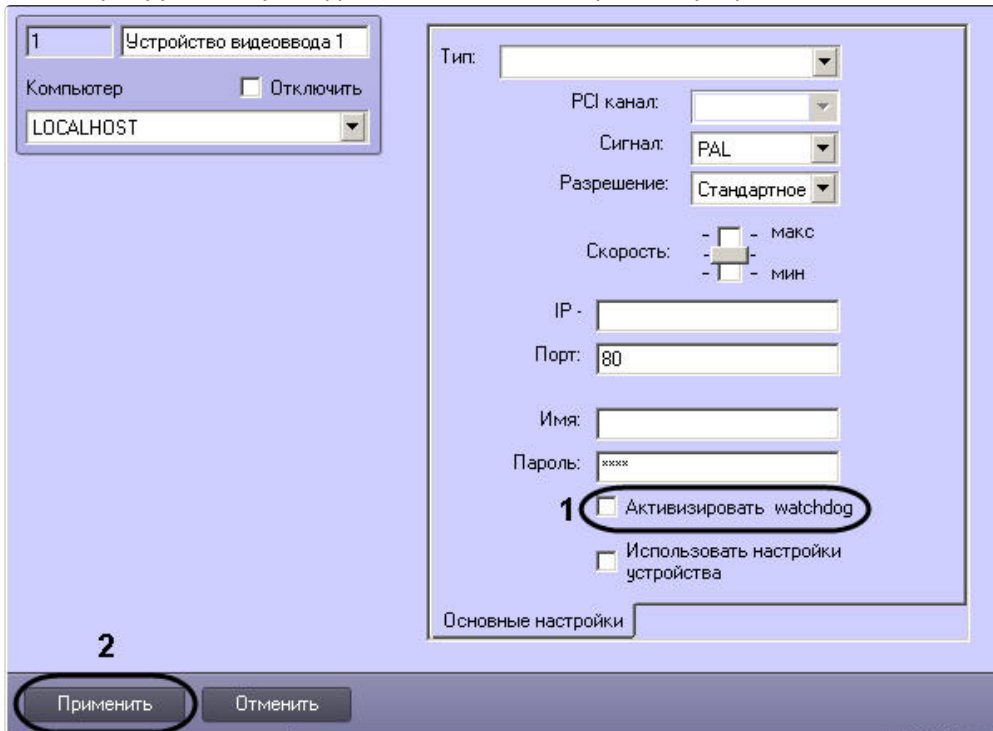 1 Устройство видеоввода 1
Компьютер Отключить
LOCALHOST
Тип:
PCI канал:
Сигнал: PAL
Разрешение: Стандартное
- - макс
Скорость: - -
- - мин
IP -
Порт: 80
Имя:
Пароль: ××××
1 Активизировать watchdog
Использовать настройки
устройства
Основные настройки
2
Применить Отменить